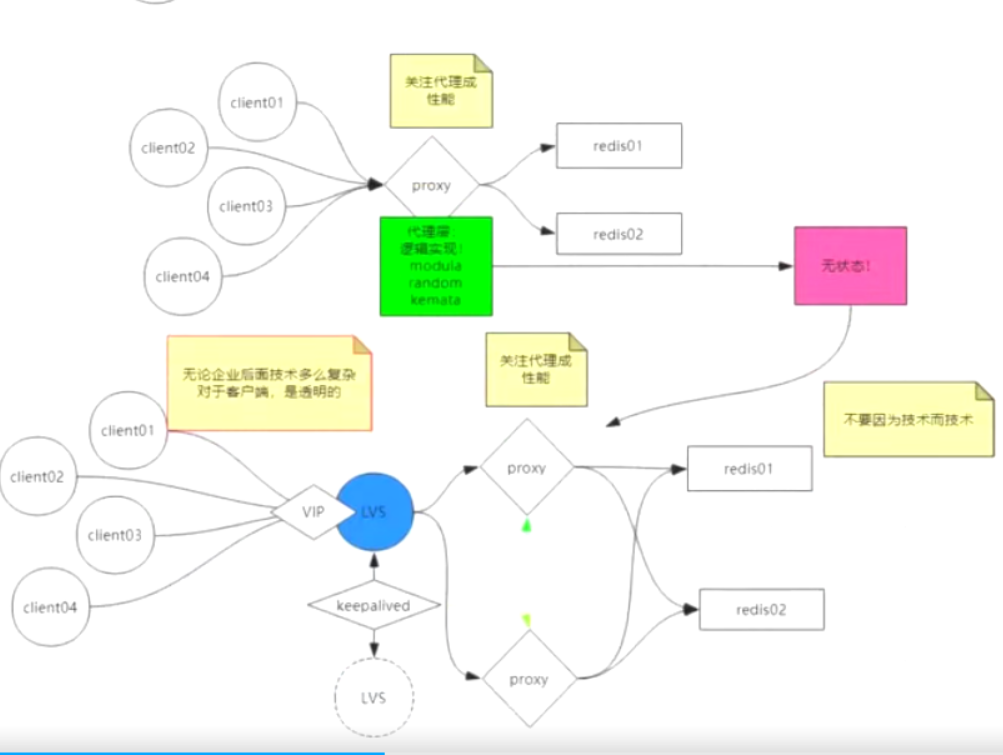 关注代理成
性能
client01
client02
client03
client04
proxy
redis01
redis02
代理层:
逻辑实现!
modula
random
kemata
无状态!
无论企业后面技术多么复杂
对于客户端，是透明的
关注代理成
性能
不要因为技术而技术
client01
client02
client03
client04
VIP
LVS
keepalived
LVS
proxy
proxy
redis01
redis02